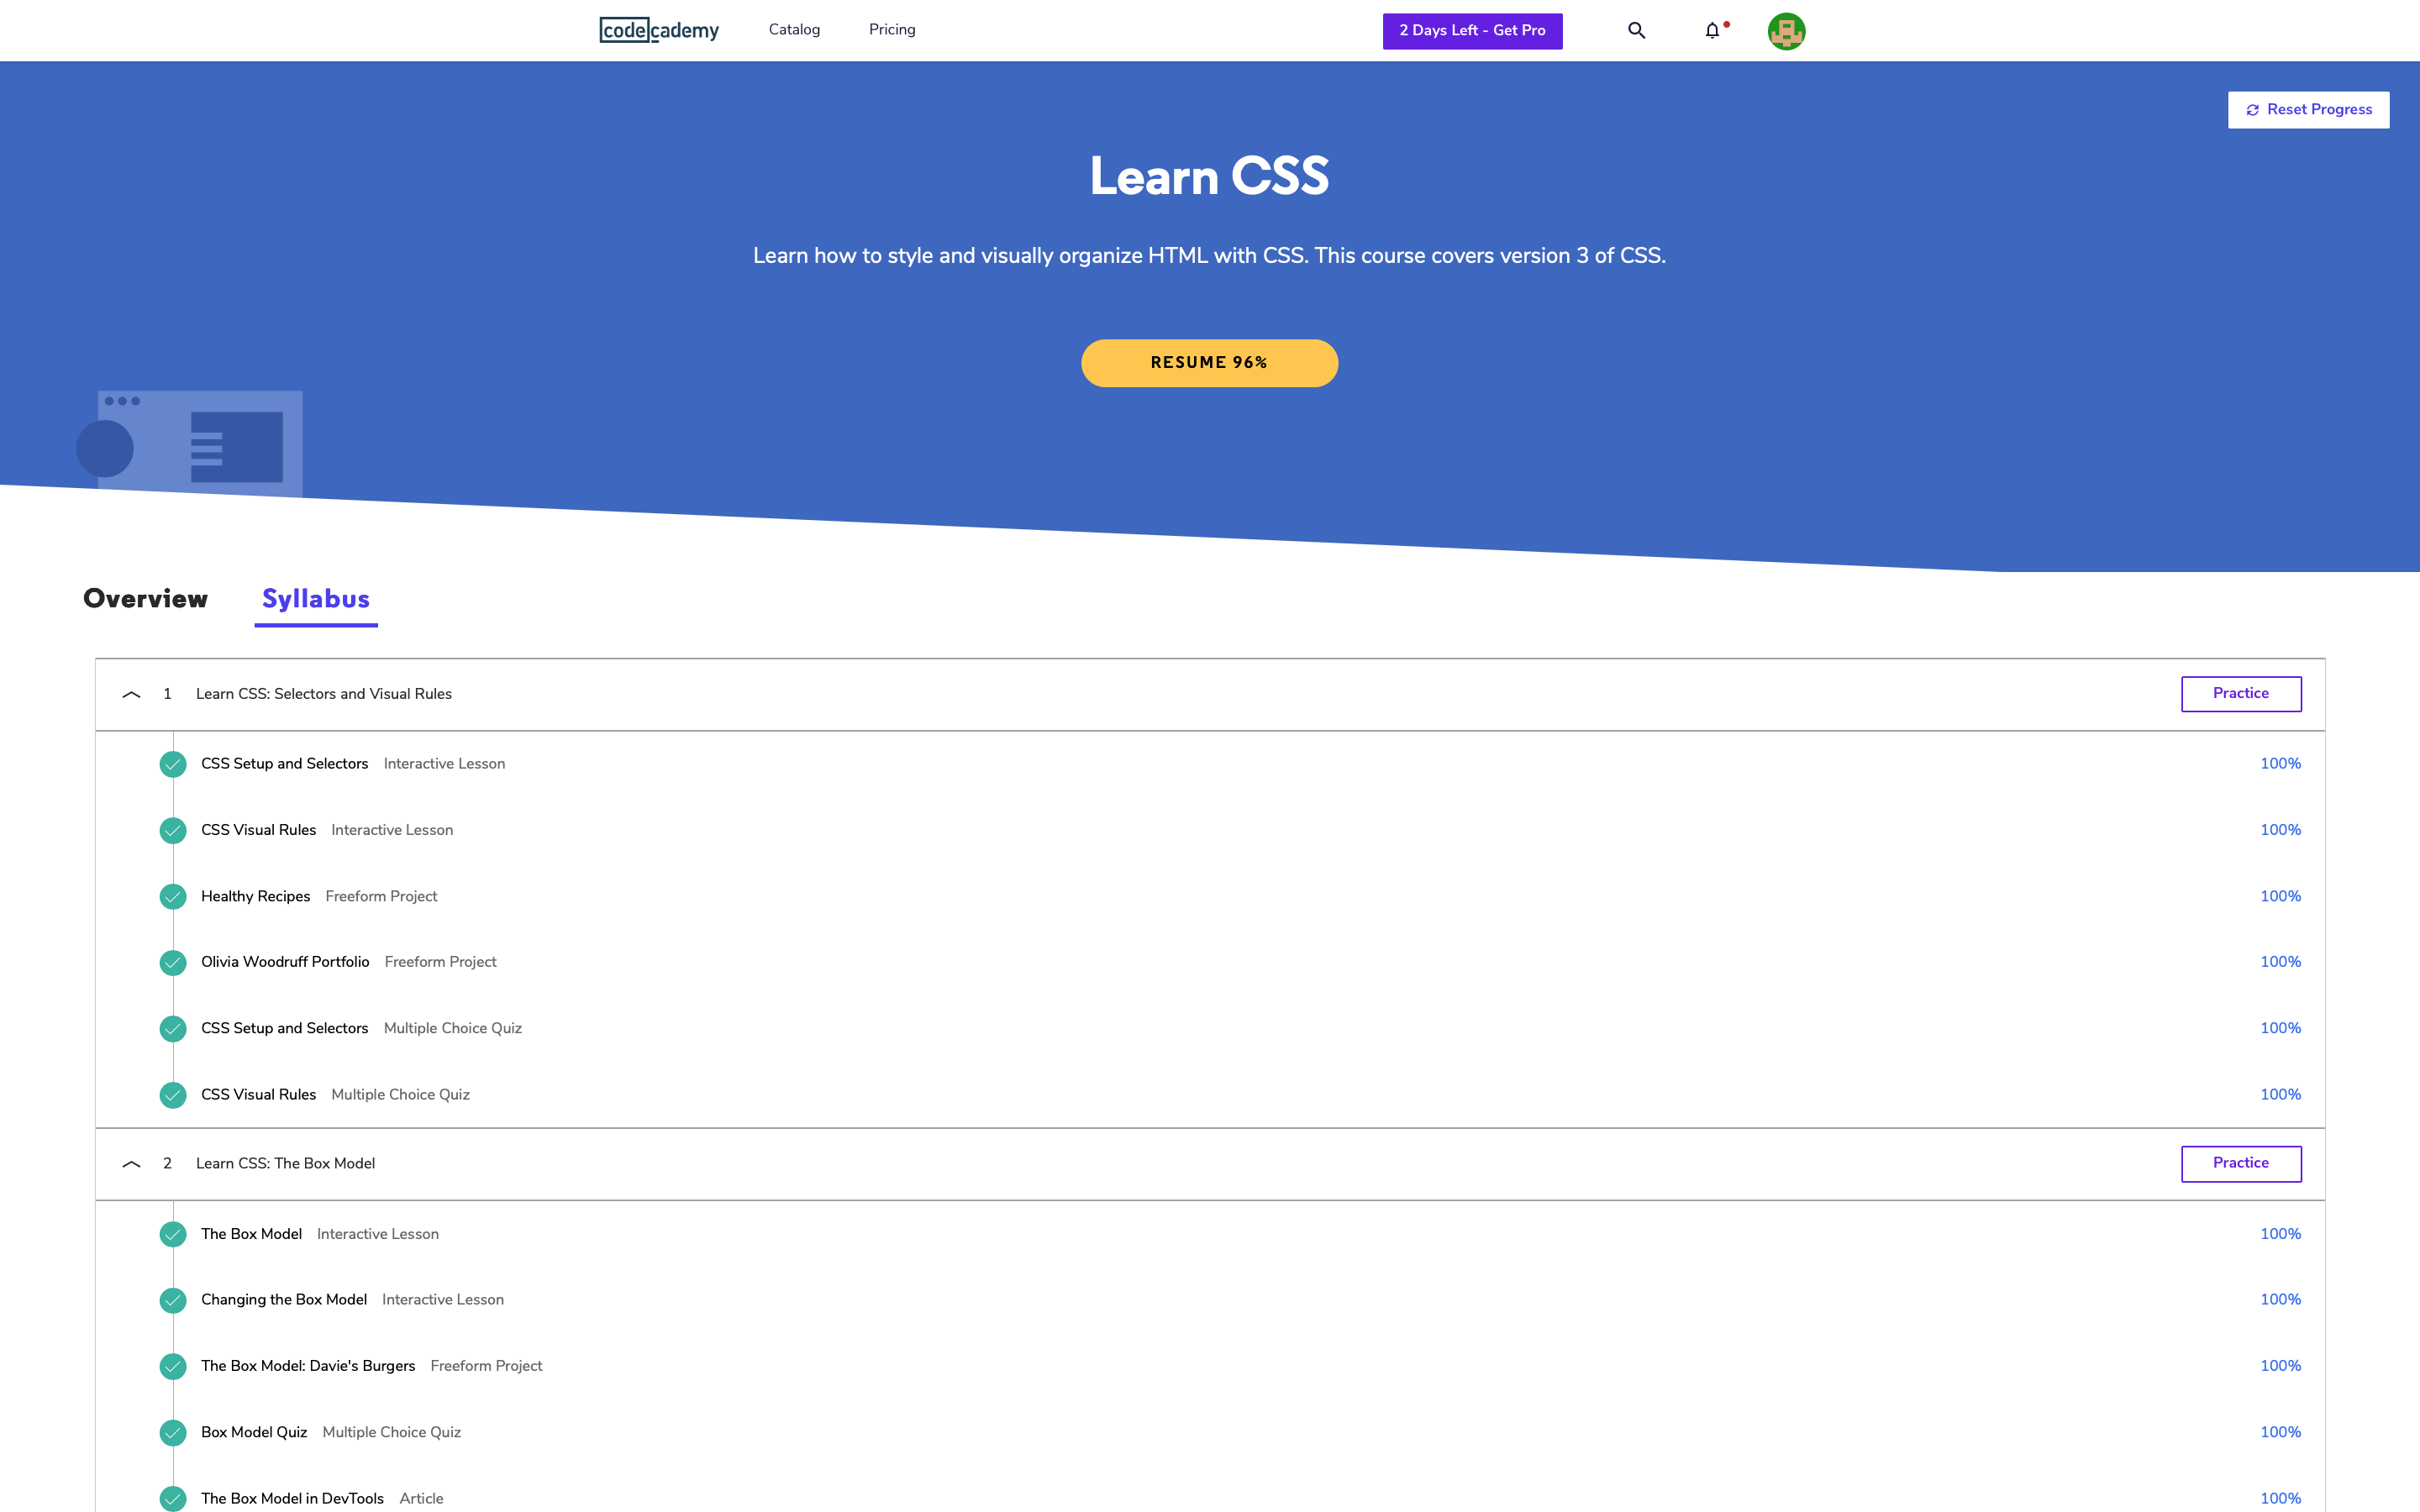 codecademy Catalog Pricing 2 Days Left - Get Pro
Reset Progress
Learn CSS
Learn how to style and visually organize HTML with CSS. This course covers version 3 of CSS.
RESUME 96%
Overview Syllabus
1 Learn CSS: Selectors and Visual Rules Practice
CSS Setup and Selectors Interactive Lesson 100%
CSS Visual Rules Interactive Lesson 100%
Healthy Recipes Freeform Project 100%
Olivia Woodruff Portfolio Freeform Project 100%
CSS Setup and Selectors Multiple Choice Quiz 100%
CSS Visual Rules Multiple Choice Quiz 100%
2 Learn CSS: The Box Model Practice
The Box Model Interactive Lesson 100%
Changing the Box Model Interactive Lesson 100%
The Box Model: Davie's Burgers Freeform Project 100%
Box Model Quiz Multiple Choice Quiz 100%
The Box Model in DevTools Article 100%